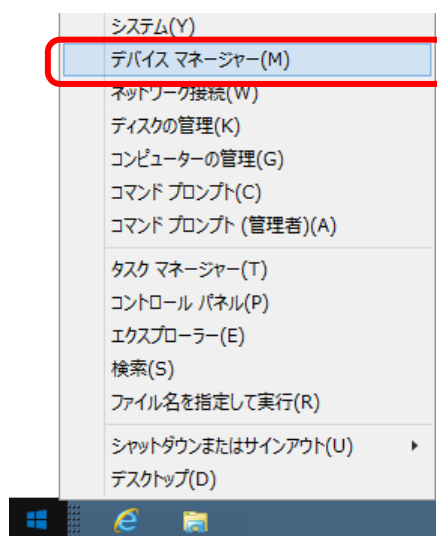 システム(Y)
デバイス マネージャー(M)
ネットワーク接続(W)
ディスクの管理(K)
コンピューターの管理(G)
コマンド プロンプト(C)
コマンド プロンプト (管理者)(A)
タスク マネージャー(T)
コントロール パネル(P)
エクスプローラー(E)
検索(S)
ファイル名を指定して実行(R)
シャットダウンまたはサインアウト(U)
デスクトップ(D)